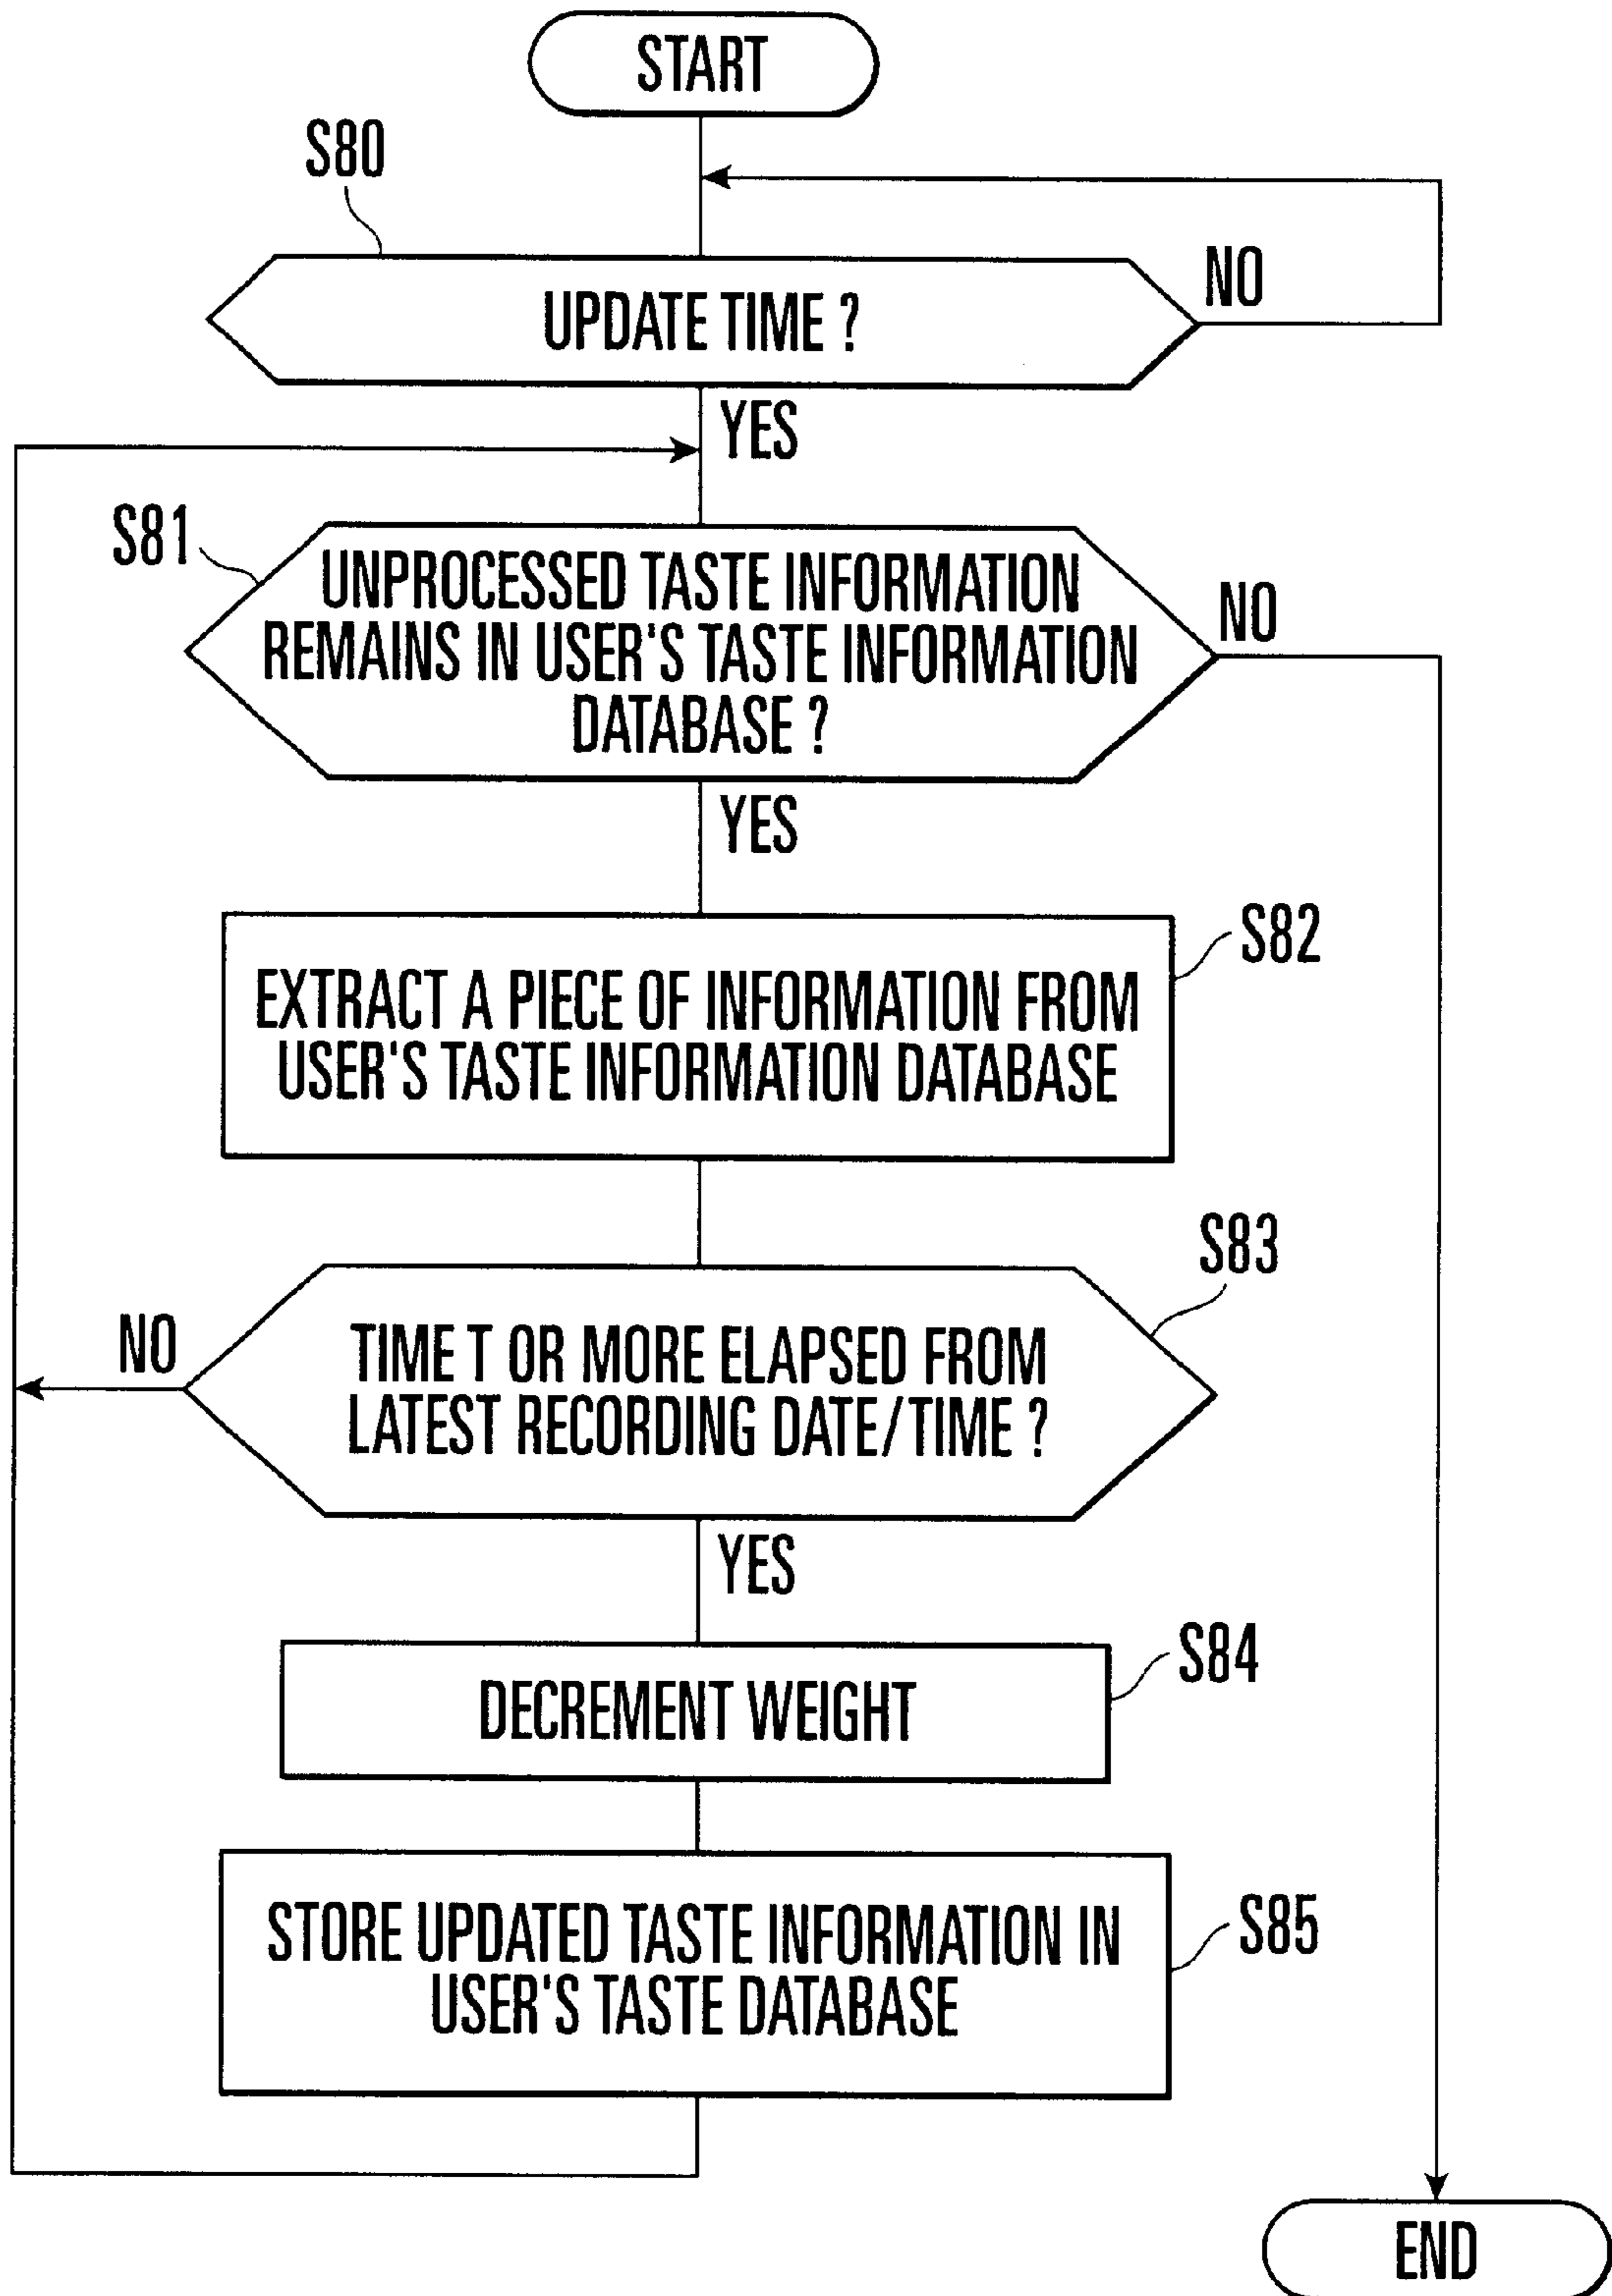 START
S80
UPDATE TIME ?
NO
YES
S81
UNPROCESSED TASTE INFORMATION
REMAINS IN USER'S TASTE INFORMATION
DATABASE ?
NO
YES
S82
EXTRACT A PIECE OF INFORMATION FROM
USER'S TASTE INFORMATION DATABASE
S83
NO
TIME T OR MORE ELAPSED FROM
LATEST RECORDING DATE/TIME ?
YES
S84
DECREMENT WEIGHT
S85
STORE UPDATED TASTE INFORMATION IN
USER'S TASTE DATABASE
END